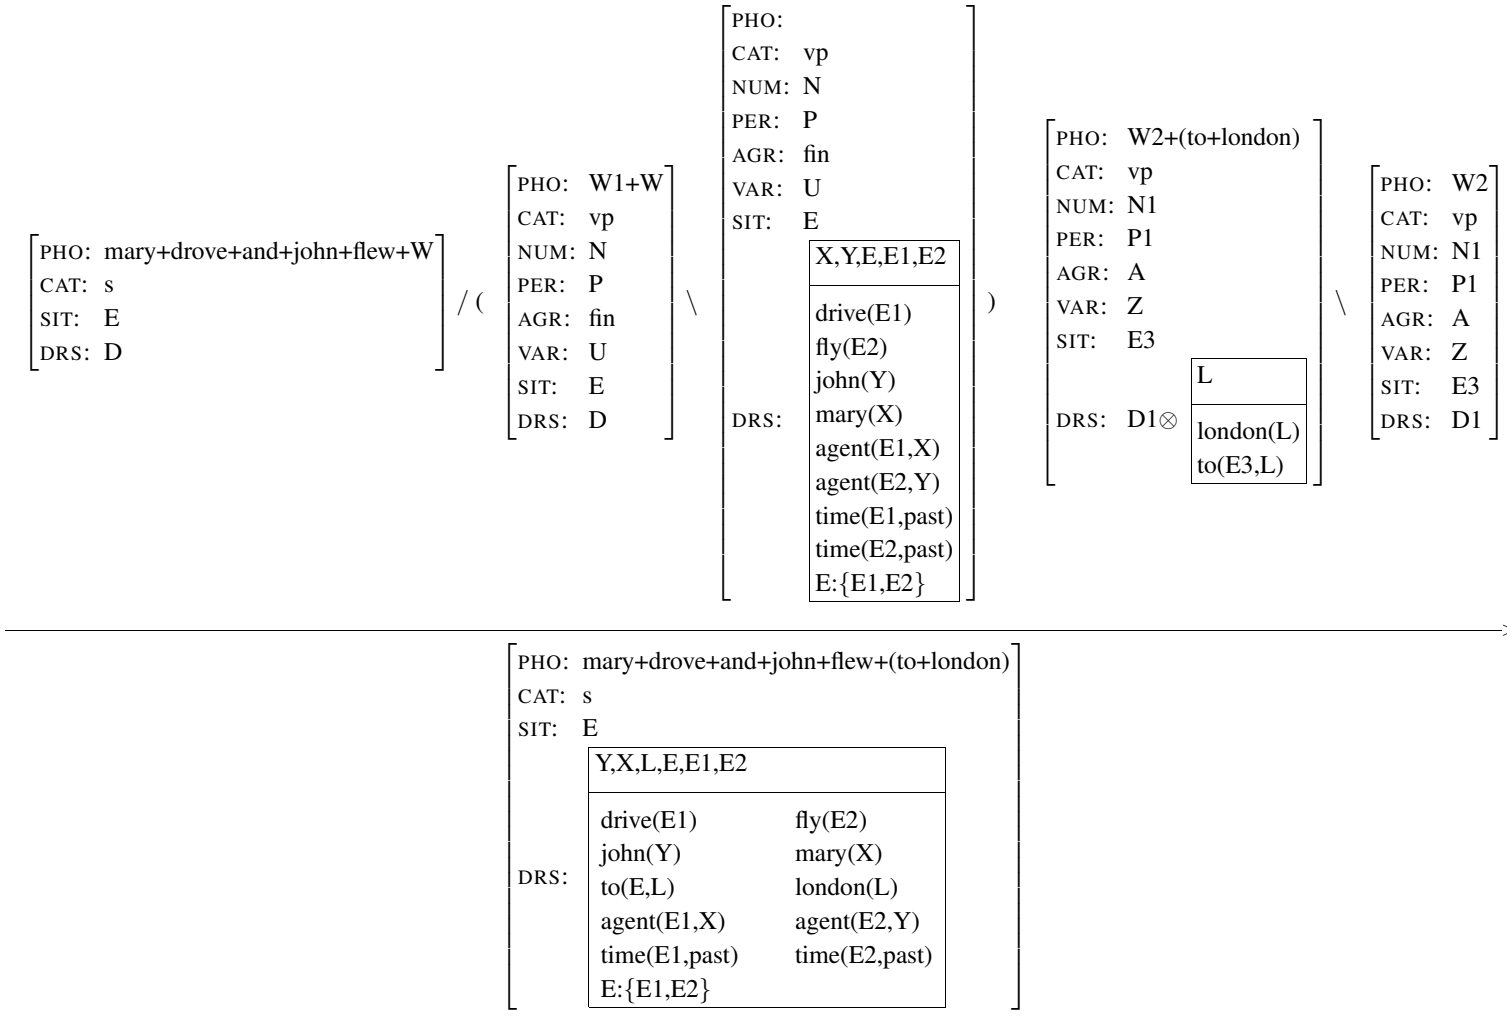 PHO: mary+drove+and+john+flew+W
CAT: s
SIT: E
DRS: D
/ (
PHO: W1+W
CAT: vp
NUM: N
PER: P
AGR: fin
VAR: U
SIT: E
DRS: D
\
PHO:
CAT: vp
NUM: N
PER: P
AGR: fin
VAR: U
SIT: E
DRS:
X,Y,E,E1,E2
drive(E1)
fly(E2)
john(Y)
mary(X)
agent(E1,X)
agent(E2,Y)
time(E1,past)
time(E2,past)
E:{E1,E2}
)
PHO: W2+(to+london)
CAT: vp
NUM: N1
PER: P1
AGR: A
VAR: Z
SIT: E3
DRS: D1⊗
L
london(L)
to(E3,L)
\
PHO: W2
CAT: vp
NUM: N1
PER: P1
AGR: A
VAR: Z
SIT: E3
DRS: D1
PHO: mary+drove+and+john+flew+(to+london)
CAT: s
SIT: E
DRS:
Y,X,L,E,E1,E2
drive(E1) fly(E2)
john(Y) mary(X)
to(E,L) london(L)
agent(E1,X) agent(E2,Y)
time(E1,past) time(E2,past)
E:{E1,E2}